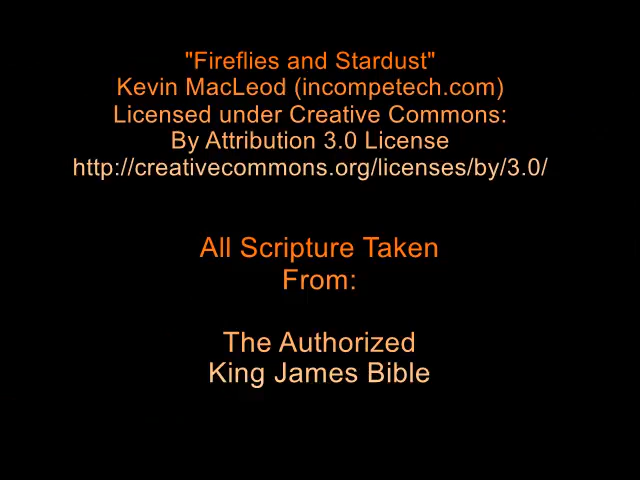 "Fireflies and Stardust"
Kevin MacLeod (incompetech.com)
Licensed under Creative Commons:
By Attribution 3.0 License
http://creativecommons.org/licenses/by/3.0/
All Scripture Taken
From:
The Authorized
King James Bible